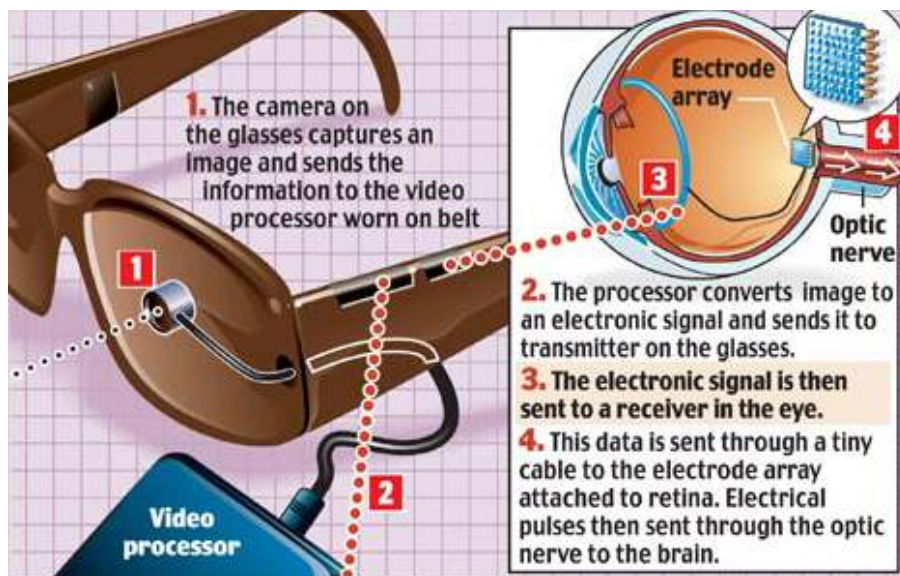 1. The camera on
the glasses captures an
image and sends the
information to the video
processor worn on belt
1
2
Video
processor
Electrode
array
3
4
Optic
nerve
2. The processor converts image to
an electronic signal and sends it to
transmitter on the glasses.
3. The electronic signal is then
sent to a receiver in the eye.
4. This data is sent through a tiny
cable to the electrode array
attached to retina. Electrical
pulses then sent through the optic
nerve to the brain.